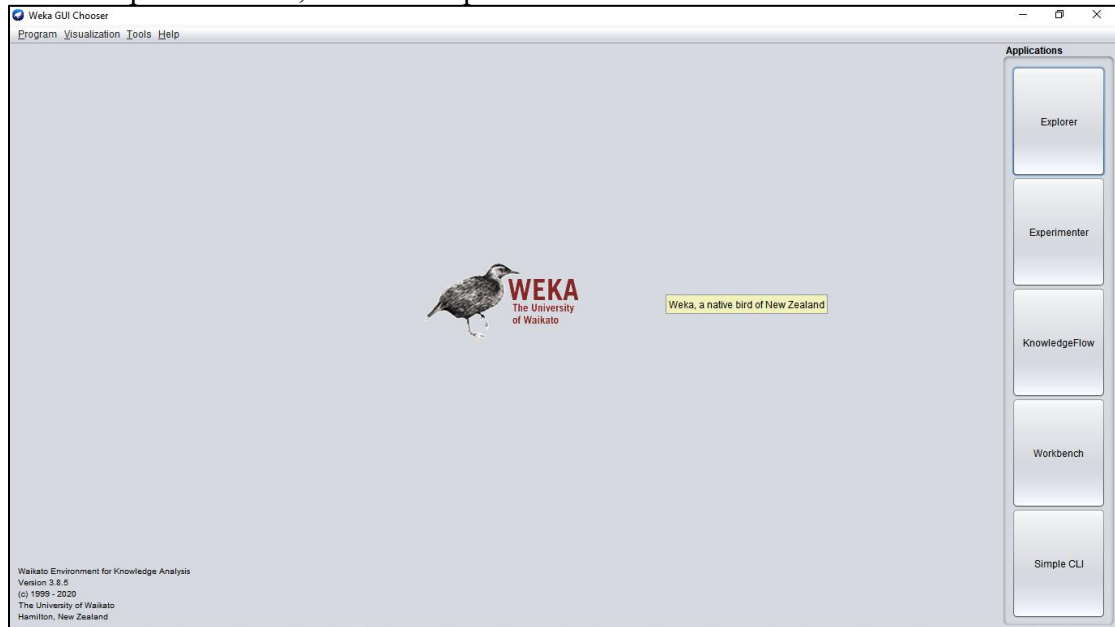 Weka GUI Chooser
Program Visualization Tools Help
Applications
Explorer
Experimenter
WEKA
The University
of Waikato
Weka, a native bird of New Zealand
KnowledgeFlow
Workbench
Simple CLI
Waikato Environment for Knowledge Analysis
Version 3.8.5
(c) 1999 - 2020
The University of Waikato
Hamilton, New Zealand